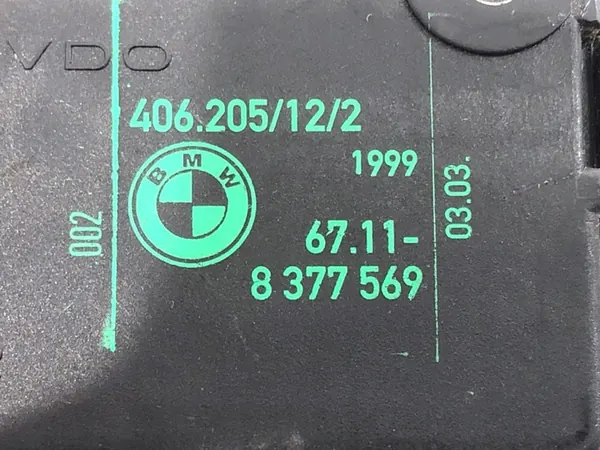 VDO
406.205/12/2
BMW
1999
002
67.11-
8 377 569
03.03.